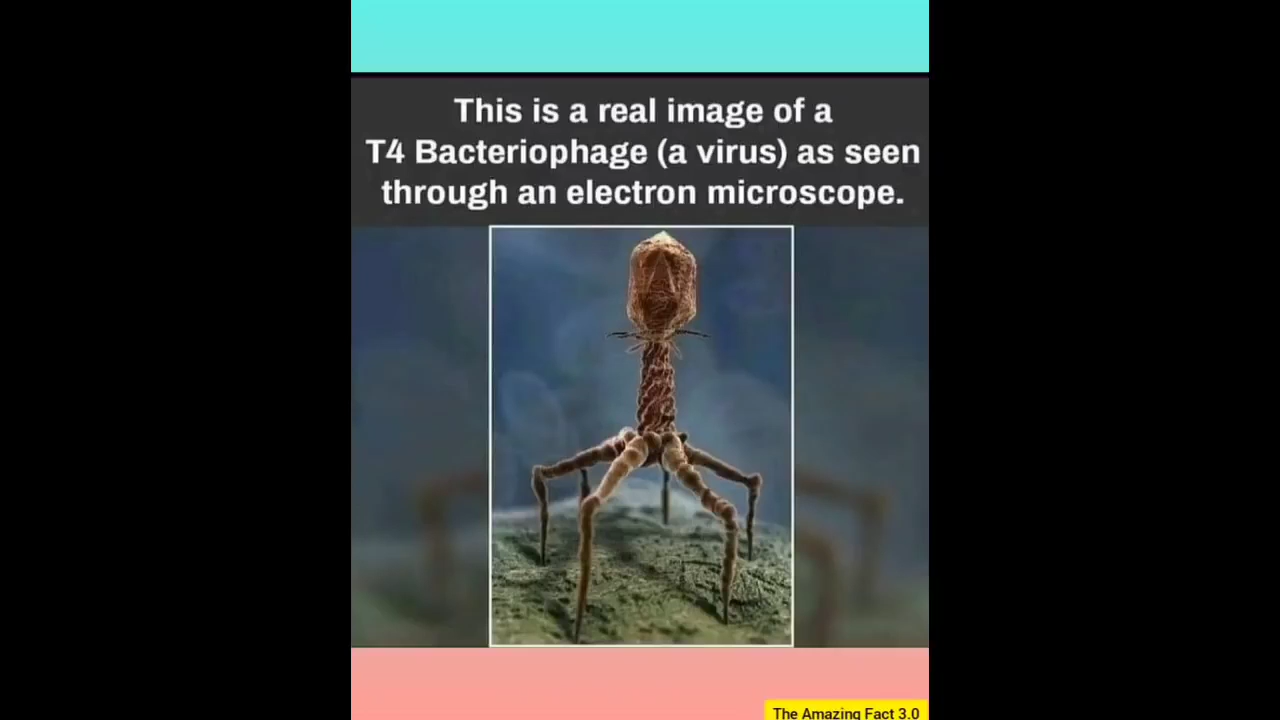 This is a real image of a
T4 Bacteriophage (a virus) as seen
through an electron microscope.
The Amazing Fact 3.0